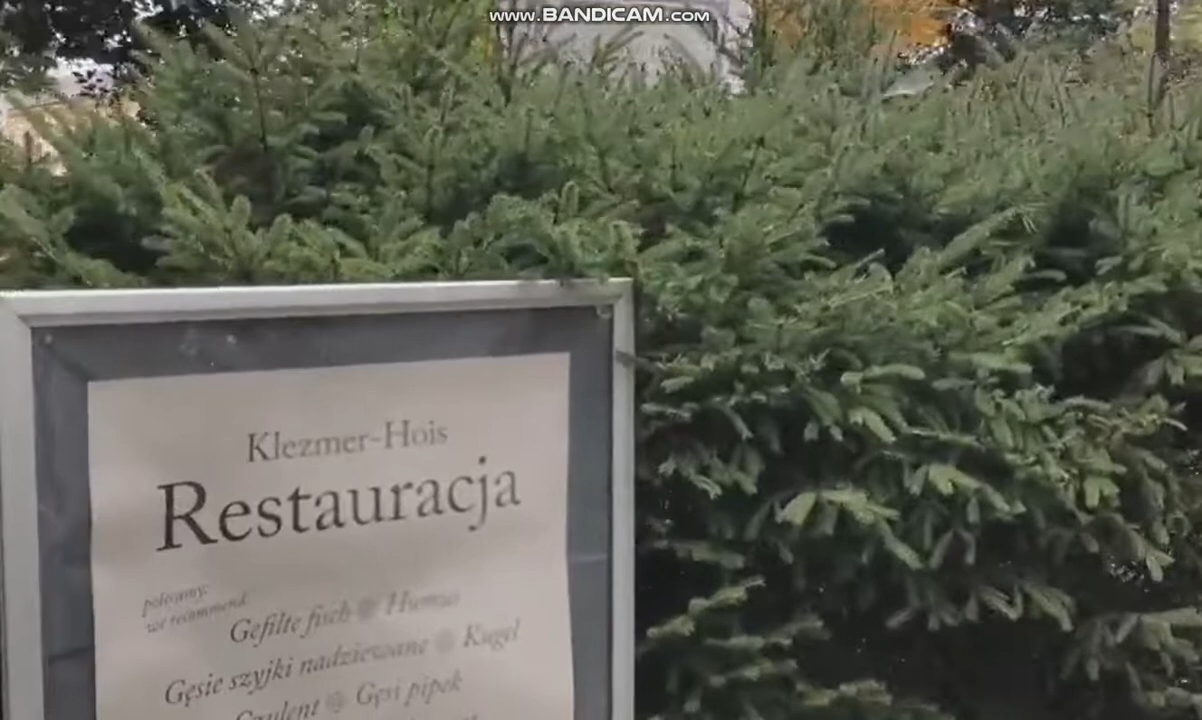 www.BANDICAM.com
Klezmer-Hois
Restauracja
polecamy:
we recommend:
Gefilte fisch Humus
Gęsie szyjki nadziewane Kugel
Czulent Gęsi pipek